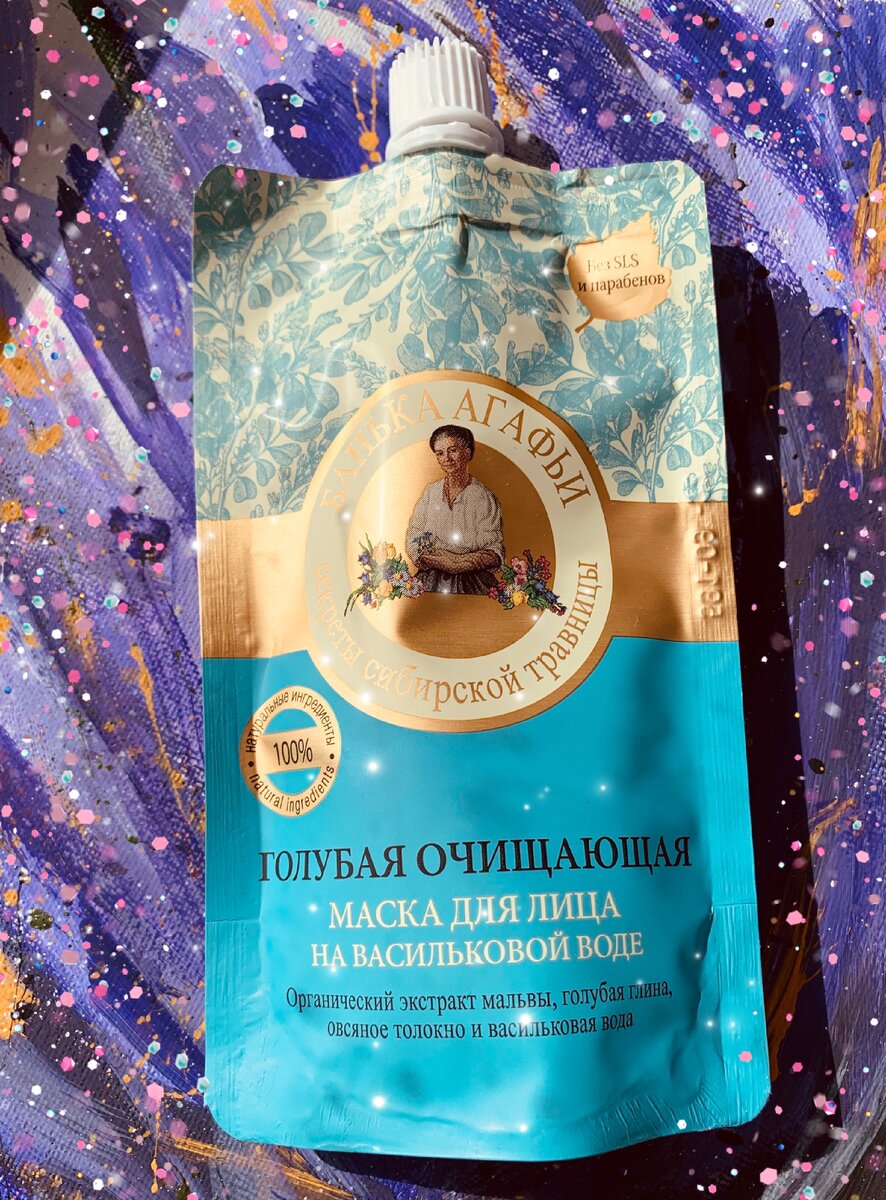 Без SLS
и парабенов
БАНЬКА АГАФЬИ
секреты сибирской травницы
натуральные ингредиенты
100%
natural ingredients
ГОЛУБАЯ ОЧИЩАЮЩАЯ
МАСКА ДЛЯ ЛИЦА
НА ВАСИЛЬКОВОЙ ВОДЕ
Органический экстракт мальвы, голубая глина,
овсяное толокно и васильковая вода